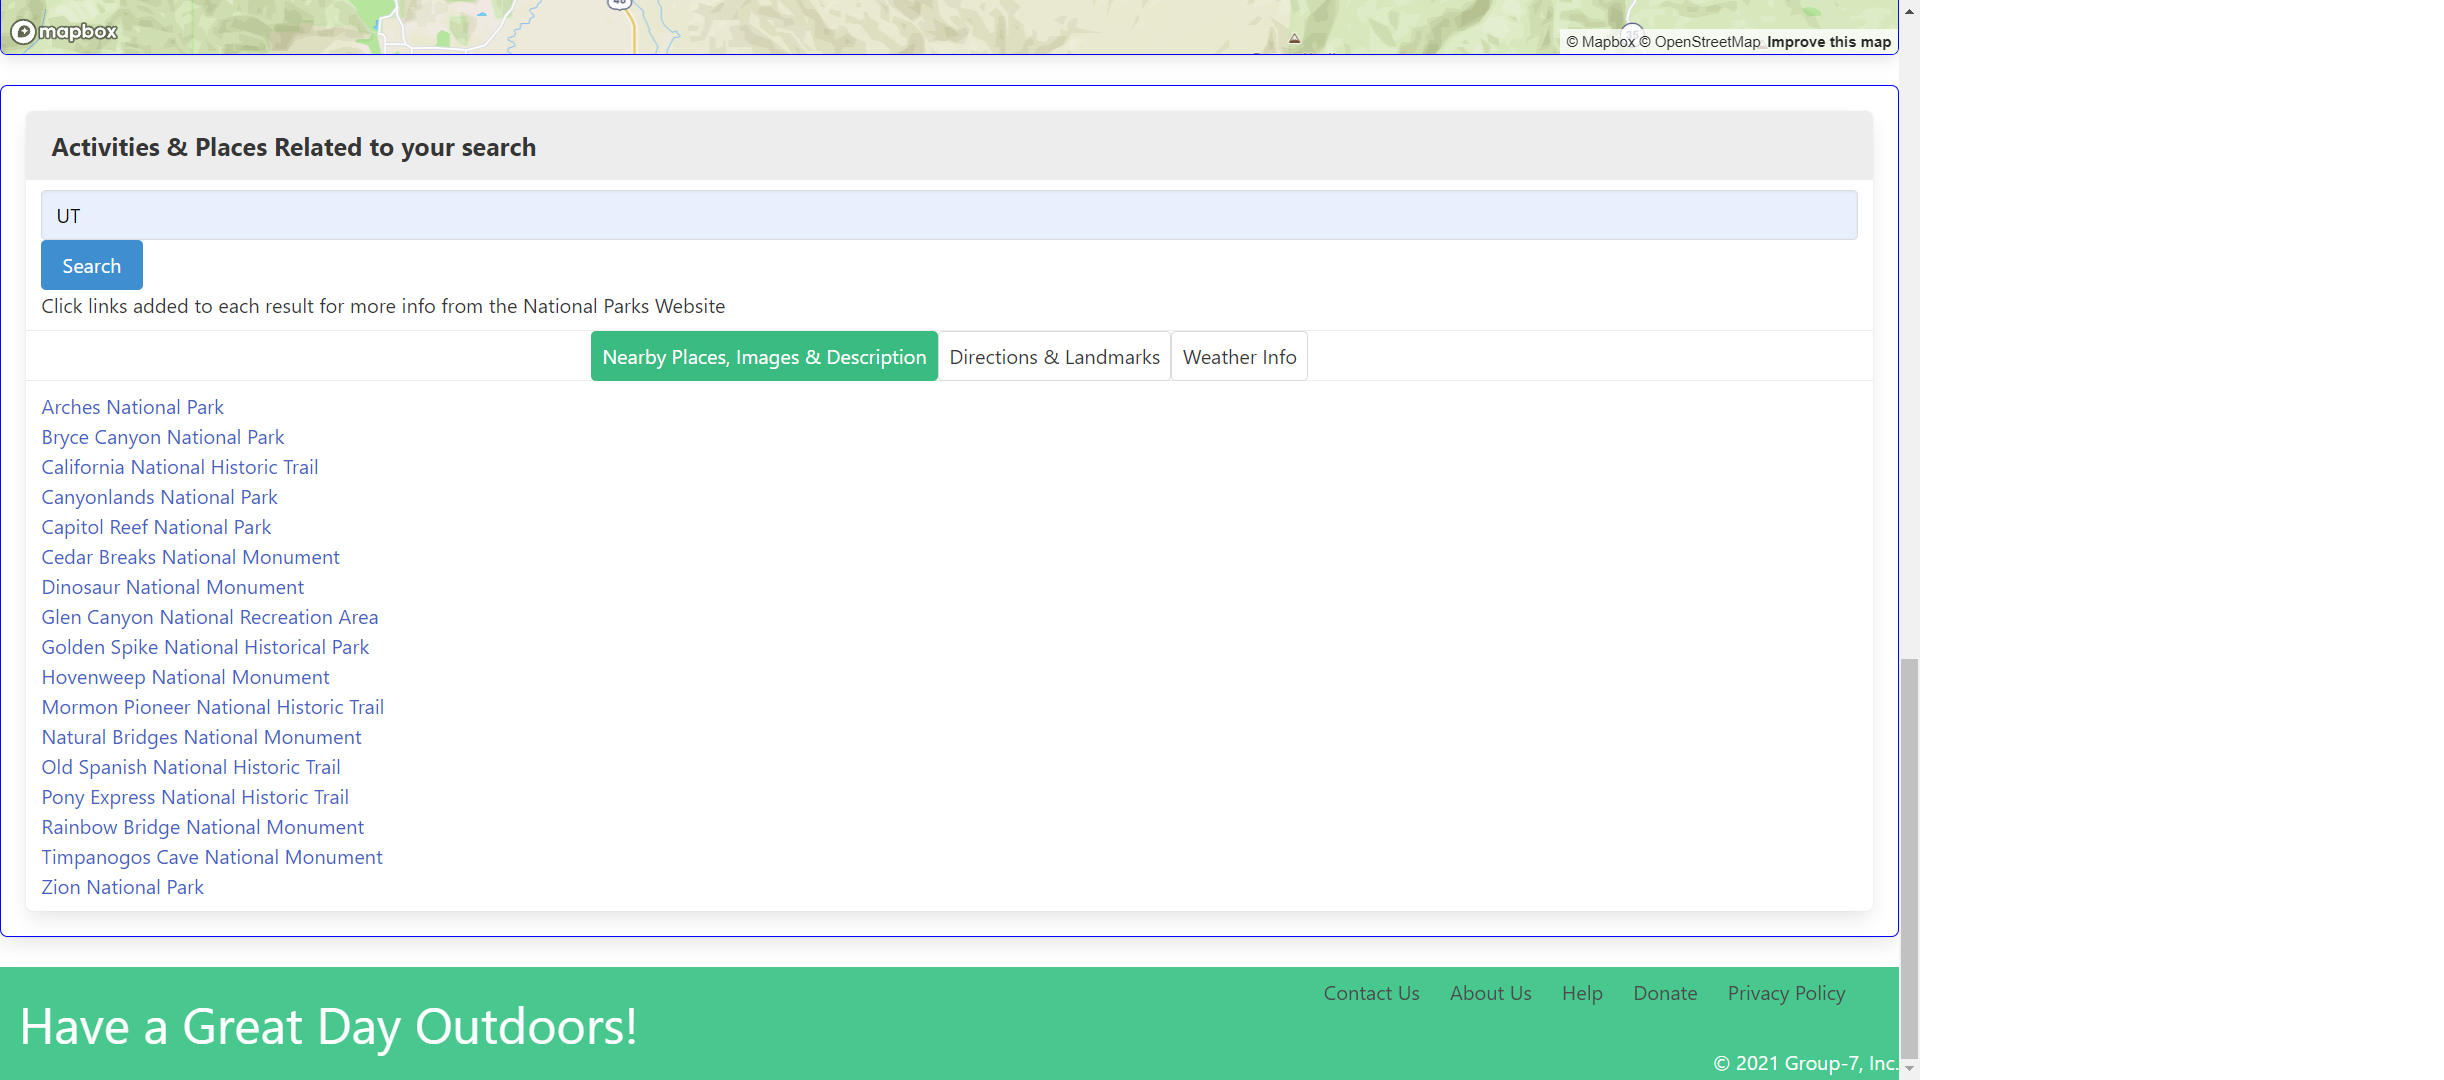 mapbox
© Mapbox © OpenStreetMap Improve this map
Activities & Places Related to your search
UT
Search
Click links added to each result for more info from the National Parks Website
Nearby Places, Images & Description Directions & Landmarks Weather Info
Arches National Park
Bryce Canyon National Park
California National Historic Trail
Canyonlands National Park
Capitol Reef National Park
Cedar Breaks National Monument
Dinosaur National Monument
Glen Canyon National Recreation Area
Golden Spike National Historical Park
Hovenweep National Monument
Mormon Pioneer National Historic Trail
Natural Bridges National Monument
Old Spanish National Historic Trail
Pony Express National Historic Trail
Rainbow Bridge National Monument
Timpanogos Cave National Monument
Zion National Park
Contact Us About Us Help Donate Privacy Policy
Have a Great Day Outdoors!
© 2021 Group-7, Inc.